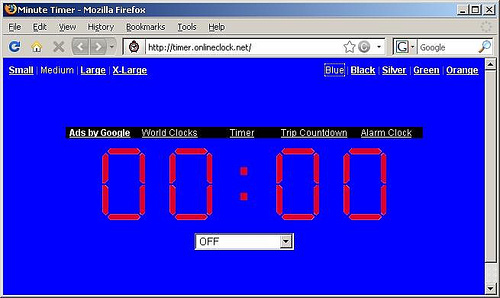 Minute Timer - Mozilla Firefox
File Edit View History Bookmarks Tools Help
http://timer.onlineclock.net/ G Google
Small | Medium | Large | X-Large Blue | Black | Silver | Green | Orange
Ads by Google World Clocks Timer Trip Countdown Alarm Clock
00:00
OFF